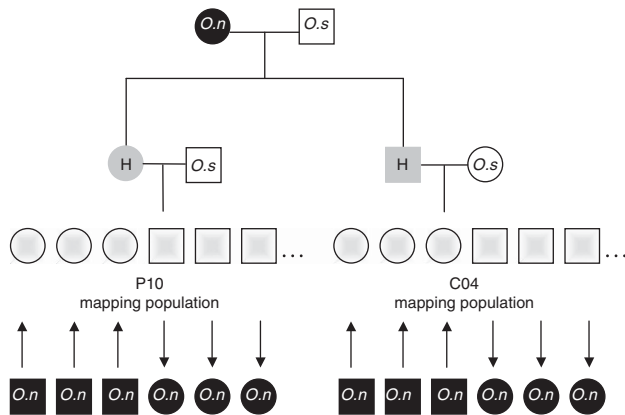 O.n O.s
H O.s H O.s
... ...
P10 C04
mapping population mapping population
O.n O.n O.n O.n O.n O.n O.n O.n O.n O.n O.n O.n